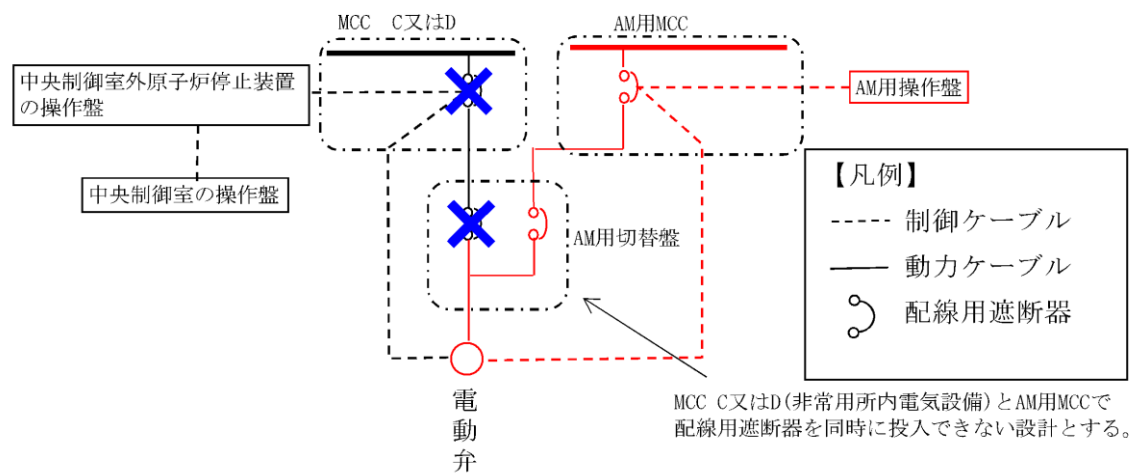 MCC C又はD
AM用MCC
中央制御室外原子炉停止装置
の操作盤
AM用操作盤
中央制御室の操作盤
AM用切替盤
【凡例】
制御ケーブル
動力ケーブル
配線用遮断器
電動弁
MCC C又はD(非常用所内電気設備)とAM用MCCで
配線用遮断器を同時に投入できない設計とする。